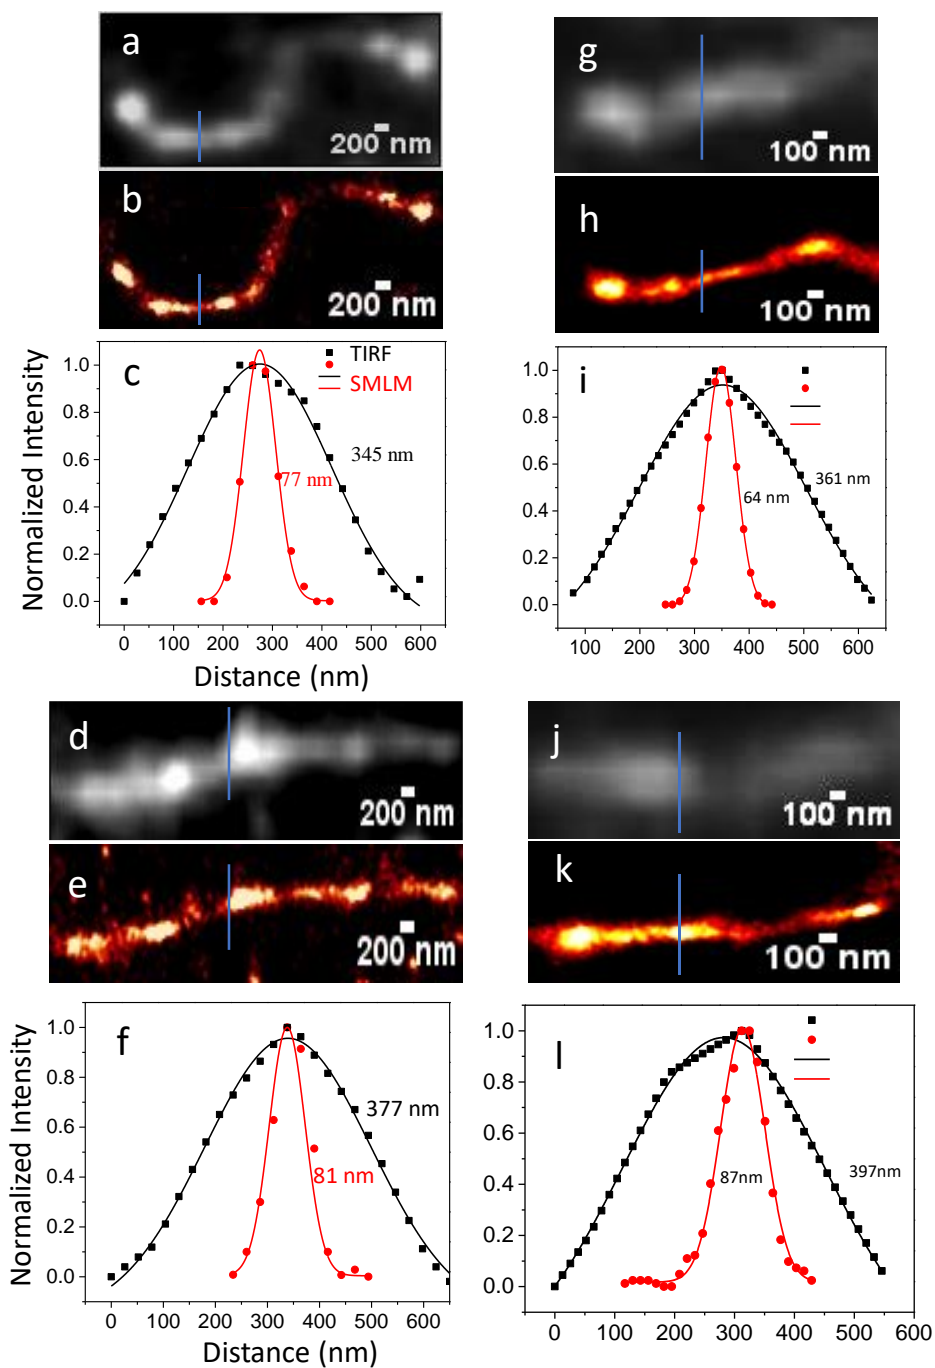 a
200 nm
b
200 nm
c
TIRF
SMLM
345 nm
77 nm
Normalized Intensity
1.0
0.8
0.6
0.4
0.2
0.0
0 100 200 300 400 500 600
Distance (nm)
d
200 nm
e
200 nm
f
377 nm
81 nm
Normalized Intensity
1.0
0.8
0.6
0.4
0.2
0.0
0 100 200 300 400 500 600
Distance (nm)
g
100 nm
h
100 nm
i
361 nm
64 nm
1.0
0.8
0.6
0.4
0.2
0.0
100 200 300 400 500 600
j
100 nm
k
100 nm
l
87nm
397nm
1.0
0.8
0.6
0.4
0.2
0.0
0 100 200 300 400 500 600